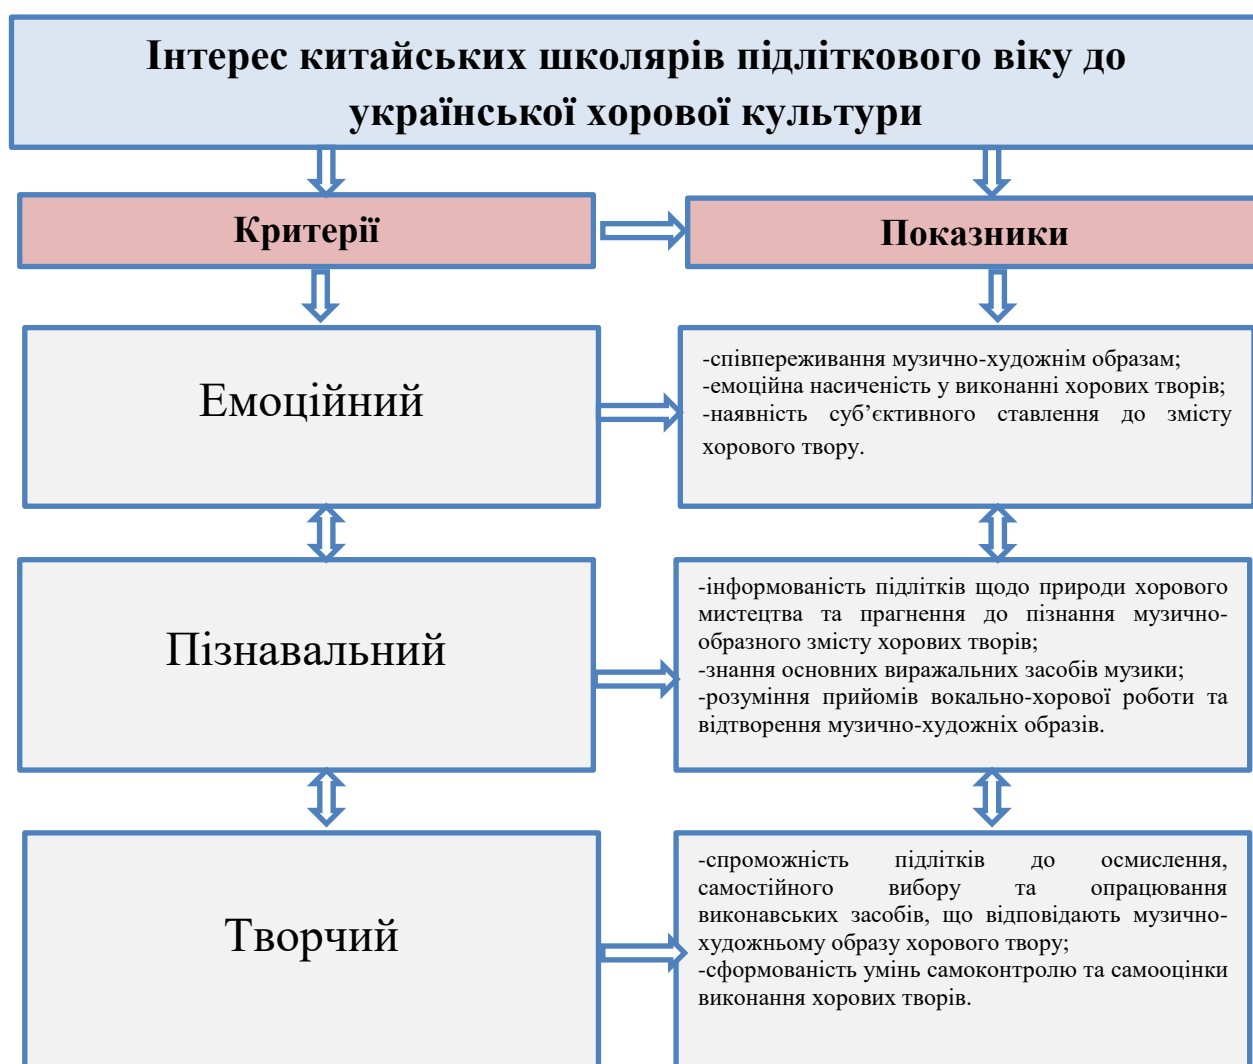 Інтерес китайських школярів підліткового віку до
української хорової культури
Критерії
Показники
Емоційний
-співпереживання музично-художнім образам;
-емоційна насиченість у виконанні хорових творів;
-наявність суб’єктивного ставлення до змісту
хорового твору.
Пізнавальний
-інформованість підлітків щодо природи хорового
мистецтва та прагнення до пізнання музично-
образного змісту хорових творів;
-знання основних виражальних засобів музики;
-розуміння прийомів вокально-хорової роботи та
відтворення музично-художніх образів.
Творчий
-спроможність підлітків до осмислення,
самостійного вибору та опрацювання
виконавських засобів, що відповідають музично-
художньому образу хорового твору;
-сформованість умінь самоконтролю та самооцінки
виконання хорових творів.